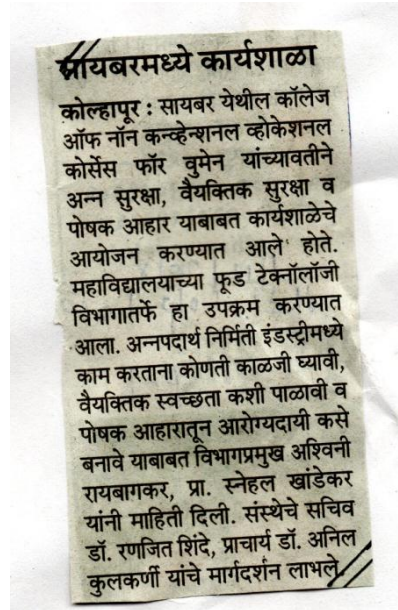 सायबरमध्ये कार्यशाळा
कोल्हापूर : सायबर येथील कॉलेज
ऑफ नॉन कन्व्हेन्शनल व्होकेशनल
कोर्सेस फॉर वुमेन यांच्यावतीने
अन्न सुरक्षा, वैयक्तिक सुरक्षा व
पोषक आहार याबाबत कार्यशाळेचे
आयोजन करण्यात आले होते.
महाविद्यालयाच्या फूड टेक्नॉलॉजी
विभागातर्फे हा उपक्रम करण्यात
आला. अन्नपदार्थ निर्मिती इंडस्ट्रीमध्ये
काम करताना कोणती काळजी घ्यावी,
वैयक्तिक स्वच्छता कशी पाळावी व
पोषक आहारातून आरोग्यदायी कसे
बनावे याबाबत विभागप्रमुख अश्विनी
रायबागकर, प्रा. स्नेहल खांडेकर
यांनी माहिती दिली. संस्थेचे सचिव
डॉ. रणजित शिंदे, प्राचार्य डॉ. अनिल
कुलकर्णी यांचे मार्गदर्शन लाभले.